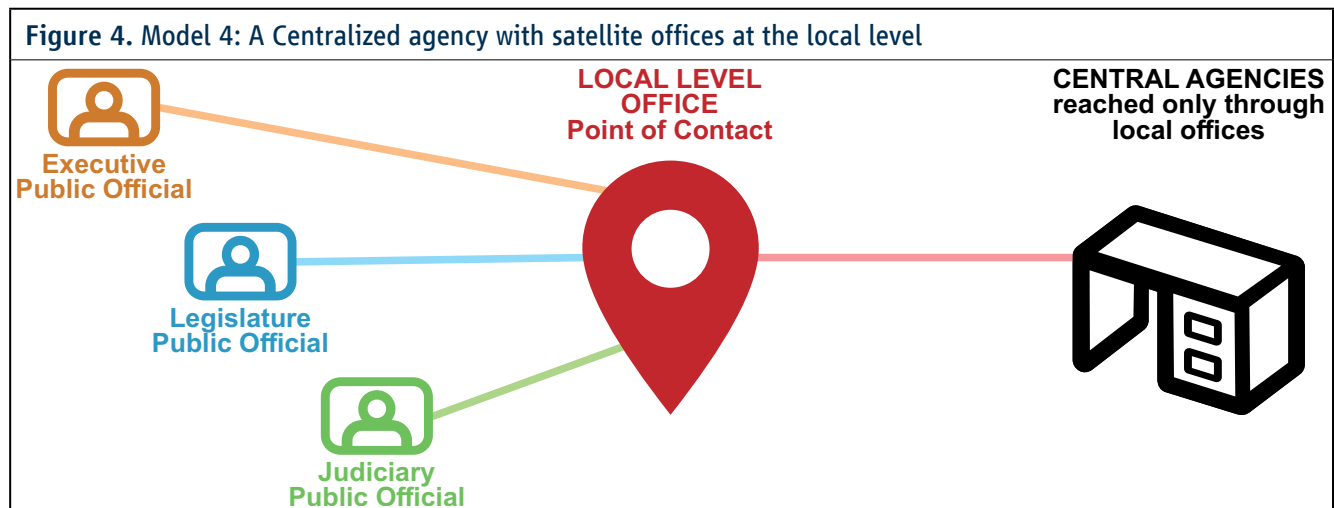 Figure 4. Model 4: A Centralized agency with satellite offices at the local level
LOCAL LEVEL
OFFICE
Point of Contact
CENTRAL AGENCIES
reached only through
local offices
Executive
Public Official
Legislature
Public Official
Judiciary
Public Official